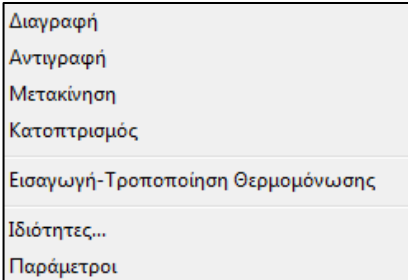 Διαγραφή
Αντιγραφή
Μετακίνηση
Κατοπτρισμός
Εισαγωγή-Τροποποίηση Θερμομόνωσης
Ιδιότητες...
Παράμετροι